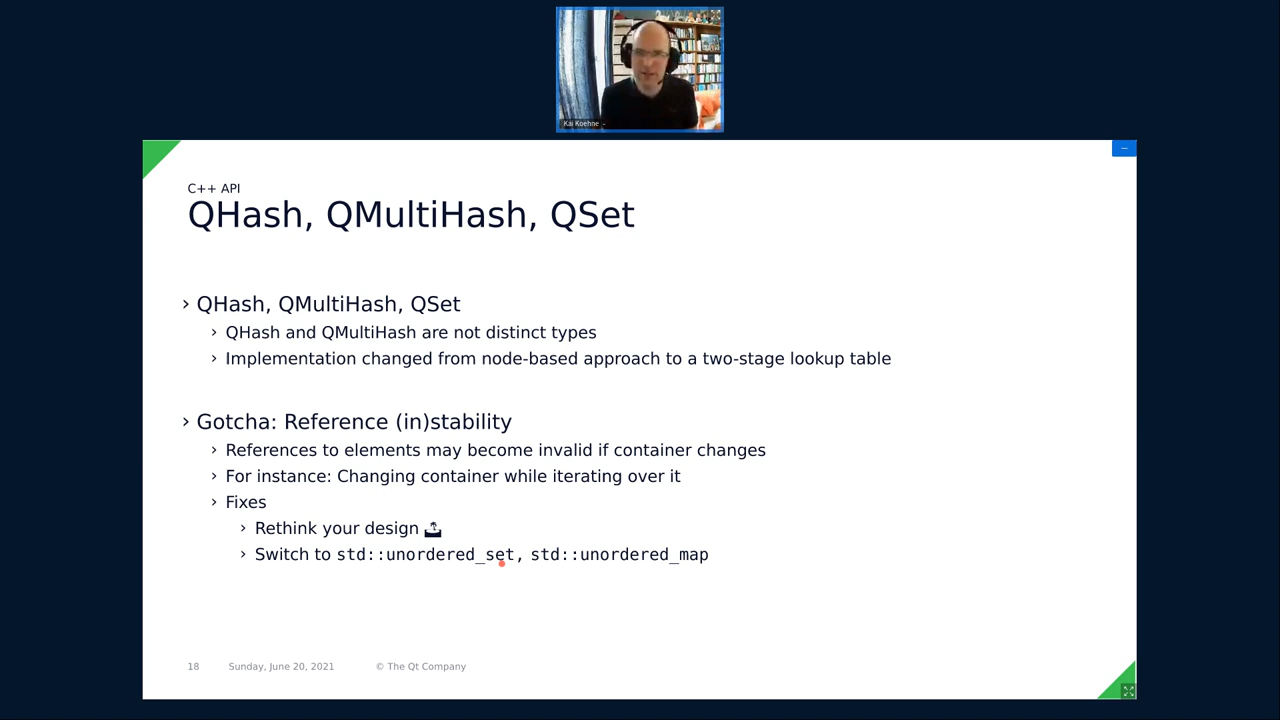 Kai Koehne
C++ API
QHash, QMultiHash, QSet
› QHash, QMultiHash, QSet
› QHash and QMultiHash are not distinct types
› Implementation changed from node-based approach to a two-stage lookup table
› Gotcha: Reference (in)stability
› References to elements may become invalid if container changes
› For instance: Changing container while iterating over it
› Fixes
› Rethink your design 🏝
› Switch to std::unordered_set, std::unordered_map
18 Sunday, June 20, 2021 © The Qt Company